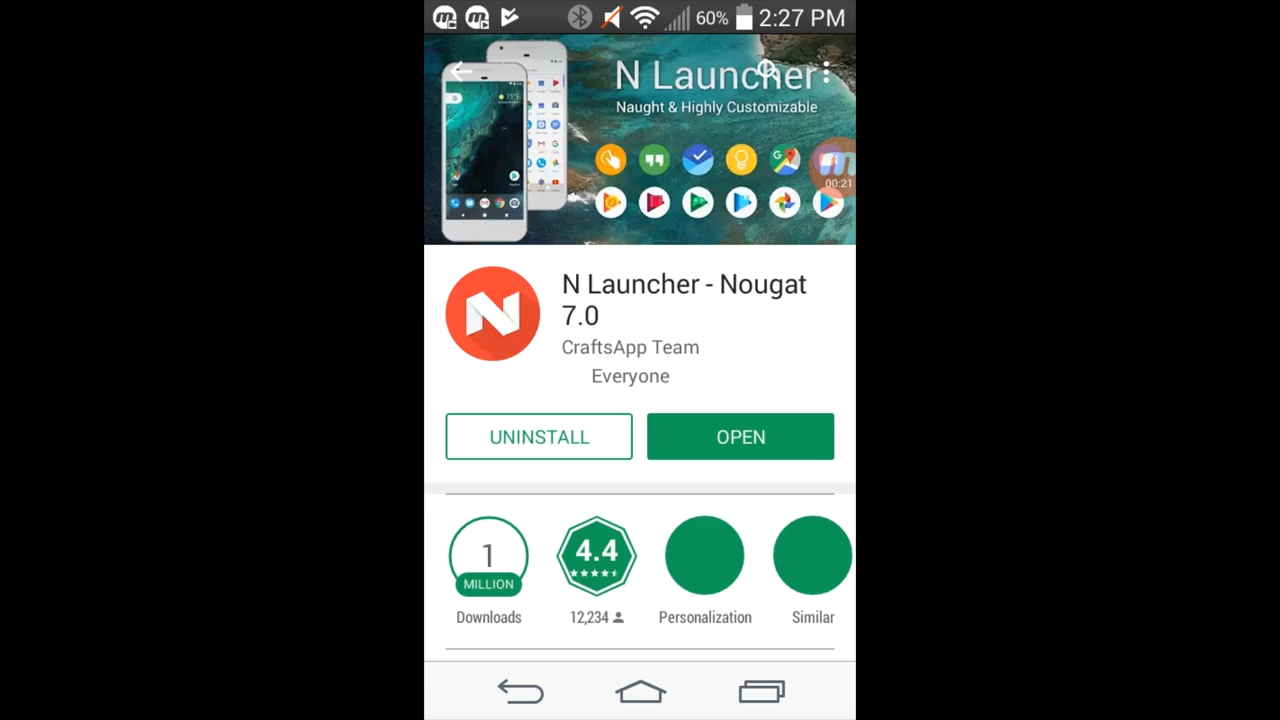 60% 2:27 PM
N Launcher
Naught & Highly Customizable
00:21
N Launcher - Nougat
7.0
CraftsApp Team
Everyone
UNINSTALL OPEN
1
MILLION
4.4
Downloads 12,234 Personalization Similar